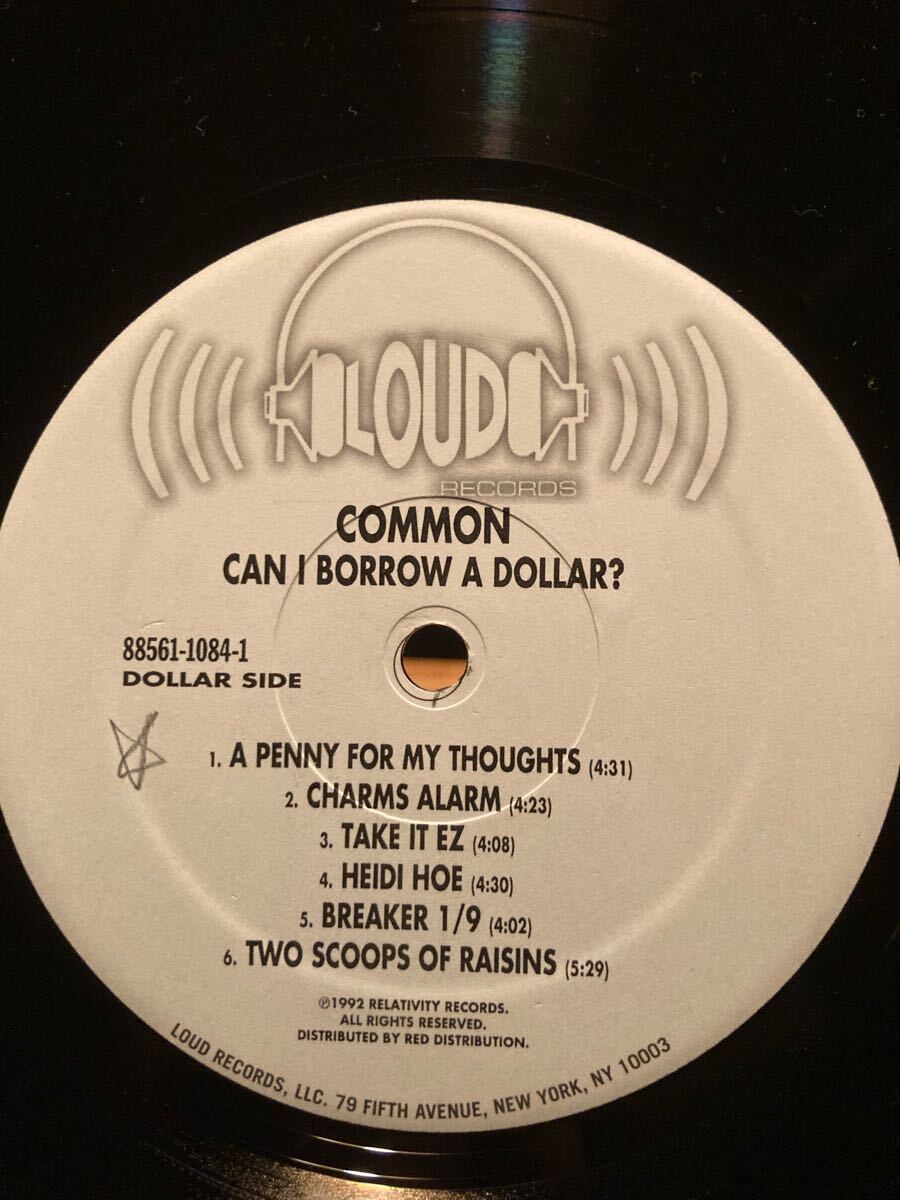 LOUD
RECORDS
COMMON
CAN I BORROW A DOLLAR?
88561-1084-1
DOLLAR SIDE
1. A PENNY FOR MY THOUGHTS (4:31)
2. CHARMS ALARM (4:23)
3. TAKE IT EZ (4:08)
4. HEIDI HOE (4:30)
5. BREAKER 1/9 (4:02)
6. TWO SCOOPS OF RAISINS (5:29)
℗1992 RELATIVITY RECORDS.
ALL RIGHTS RESERVED.
DISTRIBUTED BY RED DISTRIBUTION.
LOUD RECORDS, LLC. 79 FIFTH AVENUE, NEW YORK, NY 10003